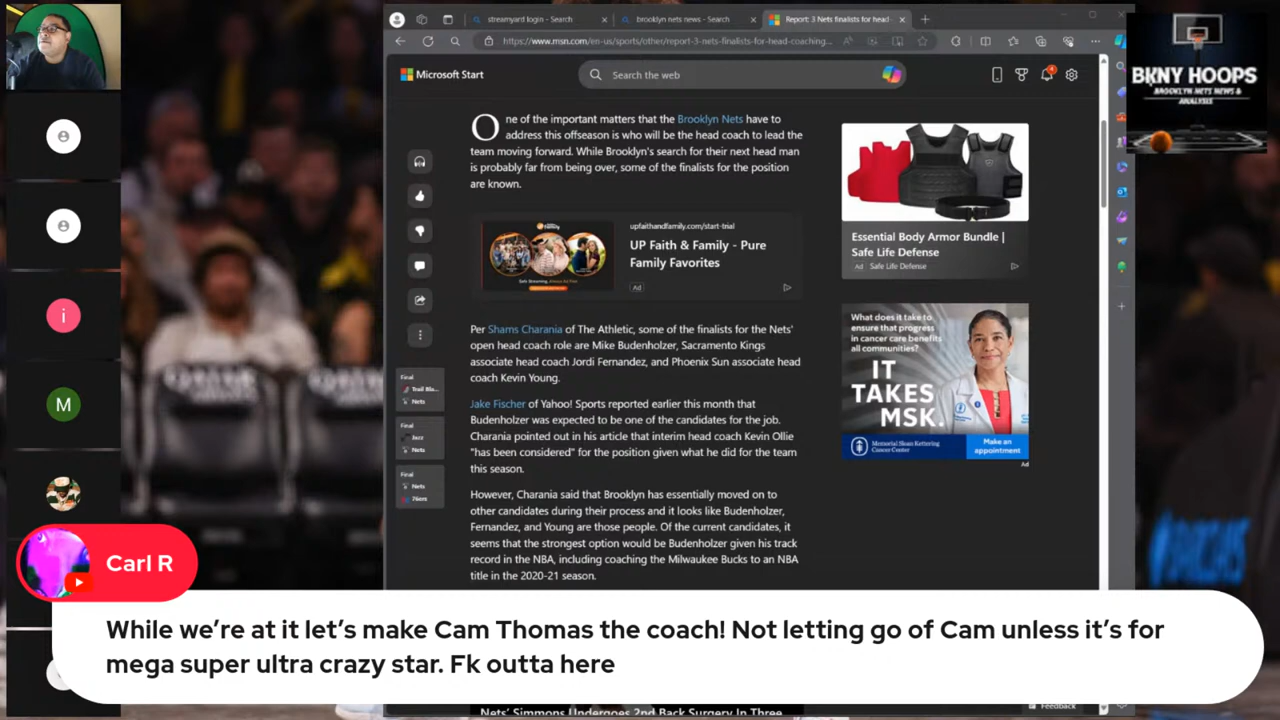 streamyard login - Search
brooklyn nets news - Search
Report: 3 Nets finalists for head
https://www.msn.com/en-us/sports/other/report-3-nets-finalists-for-head-coaching...
Microsoft Start
Search the web
BKNY HOOPS
BROOKLYN NETS NEWS &
ANALYSIS
One of the important matters that the Brooklyn Nets have to
address this offseason is who will be the head coach to lead the
team moving forward. While Brooklyn's search for their next head man
is probably far from being over, some of the finalists for the position
are known.
upfaithandfamily.com/start-trial
UP Faith & Family - Pure
Family Favorites
Ad
Essential Body Armor Bundle |
Safe Life Defense
Ad Safe Life Defense
Per Shams Charania of The Athletic, some of the finalists for the Nets'
open head coach role are Mike Budenholzer, Sacramento Kings
associate head coach Jordi Fernandez, and Phoenix Sun associate head
coach Kevin Young.
Jake Fischer of Yahoo! Sports reported earlier this month that
Budenholzer was expected to be one of the candidates for the job.
Charania pointed out in his article that interim head coach Kevin Ollie
"has been considered" for the position given what he did for the team
this season.
However, Charania said that Brooklyn has essentially moved on to
other candidates during their process and it looks like Budenholzer,
Fernandez, and Young are those people. Of the current candidates, it
seems that the strongest option would be Budenholzer given his track
record in the NBA, including coaching the Milwaukee Bucks to an NBA
title in the 2020-21 season.
What does it take to
ensure that progress
in cancer care benefits
all communities?
IT
TAKES
MSK.
Memorial Sloan Kettering
Cancer Center
Make an
appointment
Ad
Final
Trail Bla...
Nets
Final
Jazz
Nets
Final
Nets
76ers
i
M
Carl R
While we're at it let's make Cam Thomas the coach! Not letting go of Cam unless it's for
mega super ultra crazy star. Fk outta here
Nets' Simmons Undergoes 2nd Back Surgery In Three
Feedback